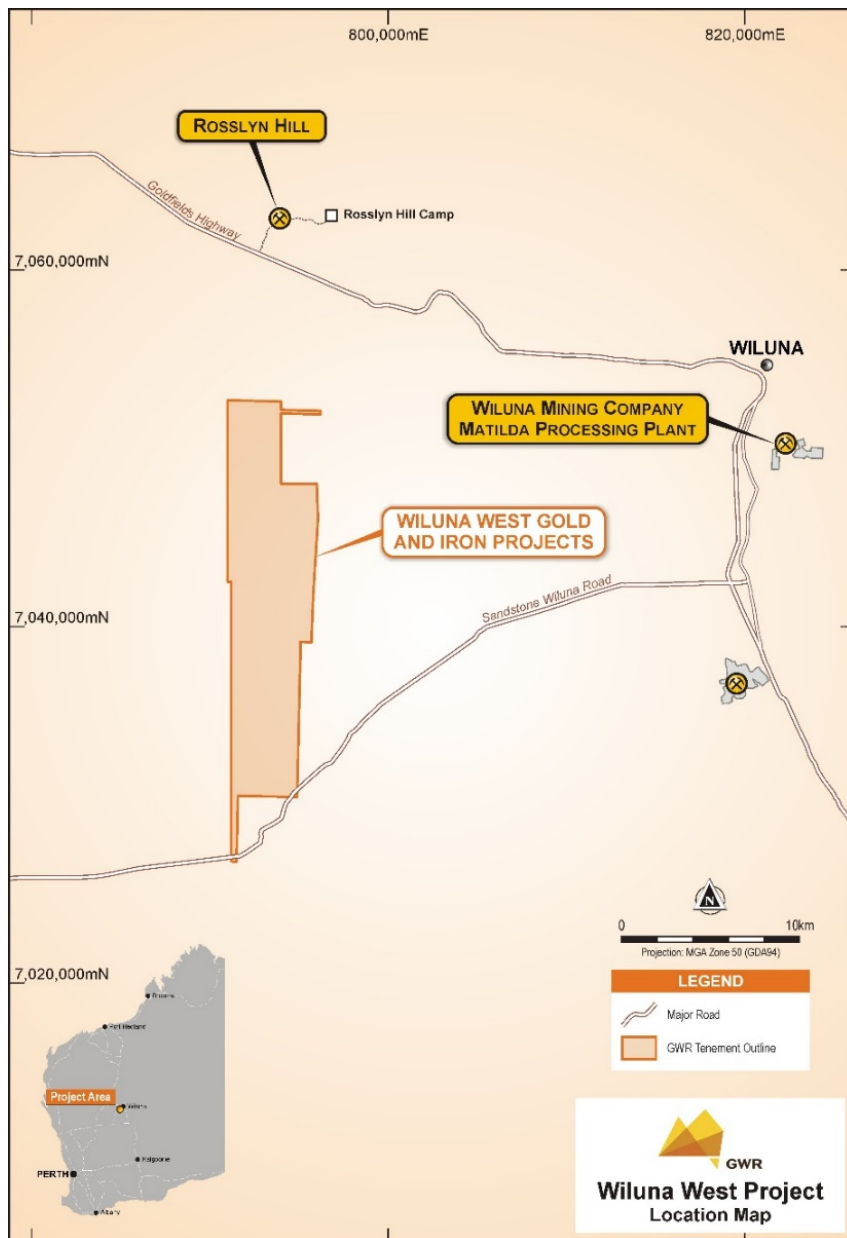 800,000mE
820,000mE
ROSSLYN HILL
Goldfields Highway
Rosslyn Hill Camp
7,060,000mN
WILUNA
WILUNA MINING COMPANY
MATILDA PROCESSING PLANT
WILUNA WEST GOLD
AND IRON PROJECTS
Sandstone Wiluna Road
7,040,000mN
N
0
10km
Projection: MGA Zone 50 (GDA94)
7,020,000mN
LEGEND
Major Road
GWR Tenement Outline
Broome
Port Hedland
Project Area
Wiluna
Kalgoorlie
PERTH
Albany
GWR
Wiluna West Project
Location Map